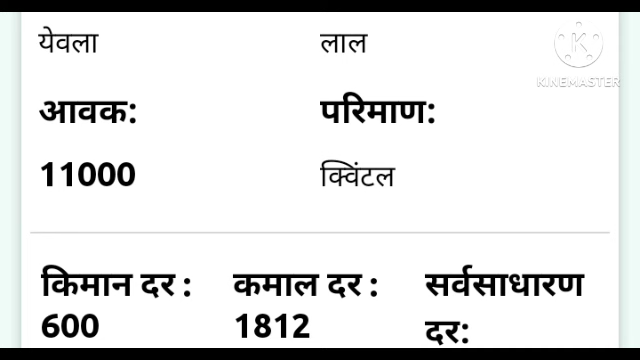 येवला लाल
KINEMASTER
आवक: परिमाण:
11000 क्विंटल
किमान दर : कमाल दर : सर्वसाधारण
600 1812 दर: